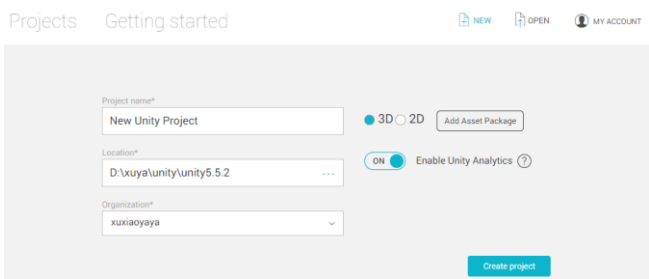 Projects Getting started NEW OPEN MY ACCOUNT
Project name*
New Unity Project 3D 2D Add Asset Package
Location*
D:\xuya\unity\unity5.5.2 ... ON Enable Unity Analytics ?
Organization*
xuxiaoyaya
Create project